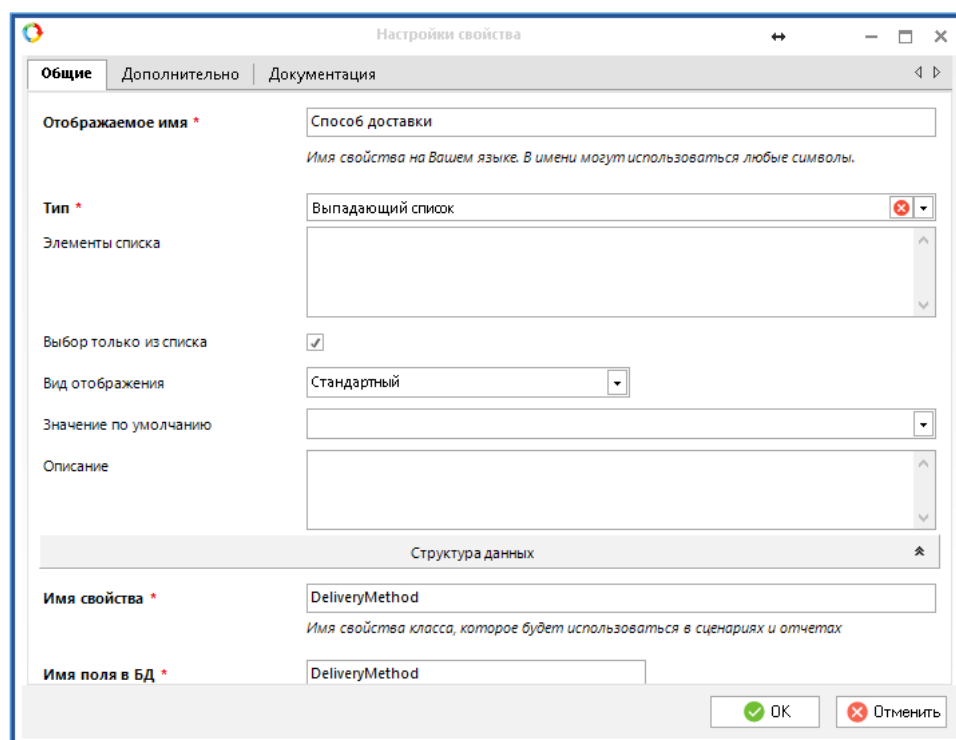 Настройки свойства
Общие Дополнительно Документация
Отображаемое имя * Способ доставки
Имя свойства на Вашем языке. В имени могут использоваться любые символы.
Тип * Выпадающий список
Элементы списка
Выбор только из списка
Вид отображения Стандартный
Значение по умолчанию
Описание
Структура данных
Имя свойства * DeliveryMethod
Имя свойства класса, которое будет использоваться в сценариях и отчетах
Имя поля в БД * DeliveryMethod
OK Отменить